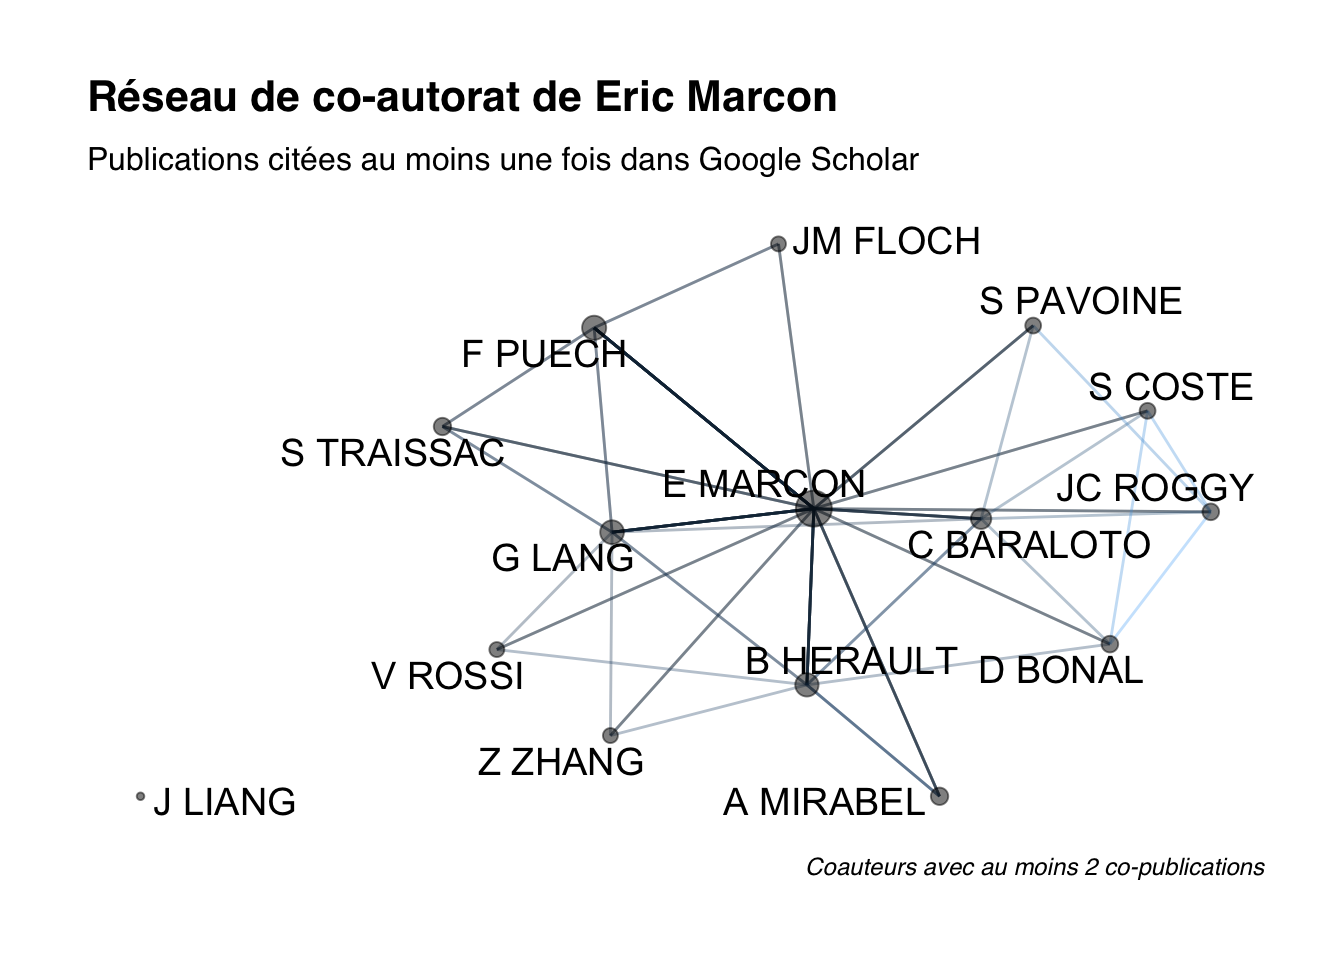 Réseau de co-autorat de Eric Marcon
Publications citées au moins une fois dans Google Scholar
JM FLOCH
S PAVOINE
F PUECH
S COSTE
S TRAISSAC
E MARCON
JC ROGGY
G LANG
C BARALOTO
V ROSSI
B HERAULT
D BONAL
Z ZHANG
J LIANG
A MIRABEL
Coauteurs avec au moins 2 co-publications